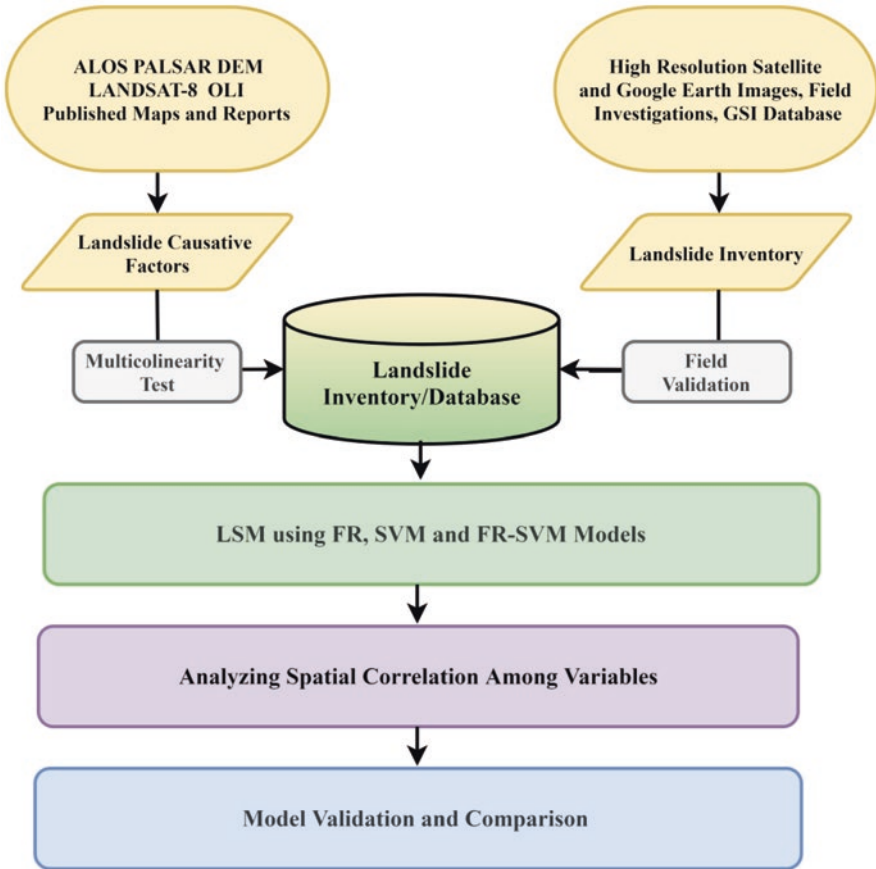 ALOS PALSAR DEM
LANDSAT-8 OLI
Published Maps and Reports
High Resolution Satellite
and Google Earth Images, Field
Investigations, GSI Database
Landslide Causative
Factors
Landslide Inventory
Multicolinearity
Test
Landslide
Inventory/Database
Field
Validation
LSM using FR, SVM and FR-SVM Models
Analyzing Spatial Correlation Among Variables
Model Validation and Comparison